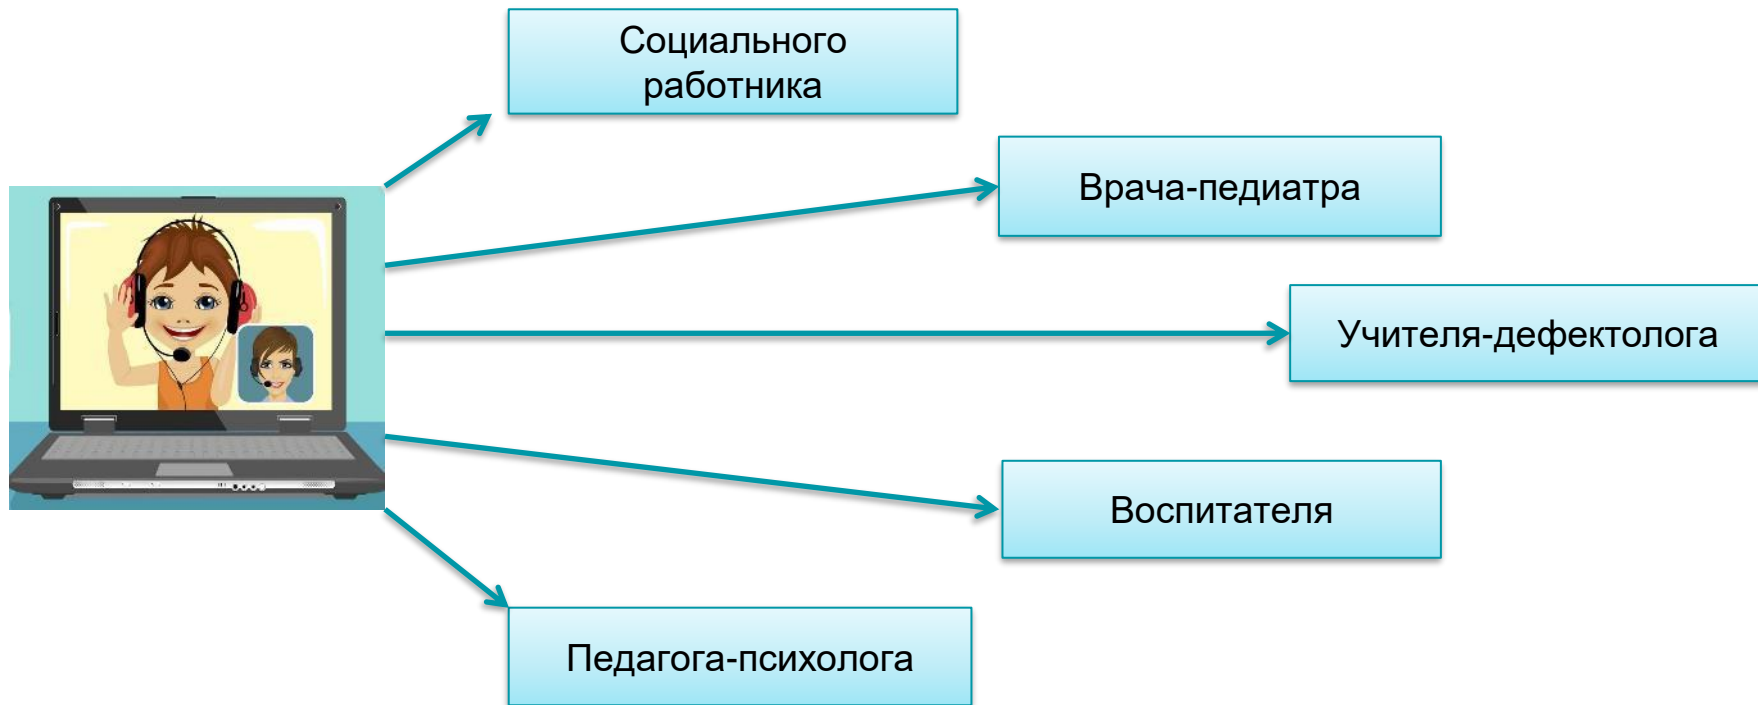 Социального
работника
Врача-педиатра
Учителя-дефектолога
Воспитателя
Педагога-психолога